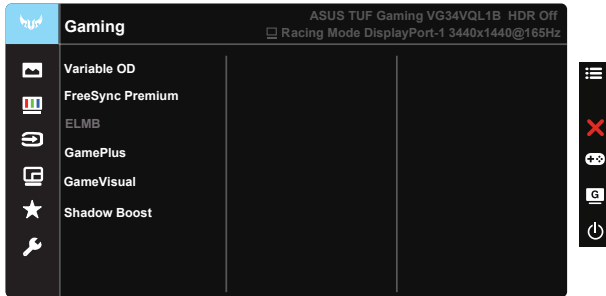 Gaming
ASUS TUF Gaming VG34VQL1B HDR Off
Racing Mode DisplayPort-1 3440x1440@165Hz
Variable OD
FreeSync Premium
ELMB
GamePlus
GameVisual
Shadow Boost
G